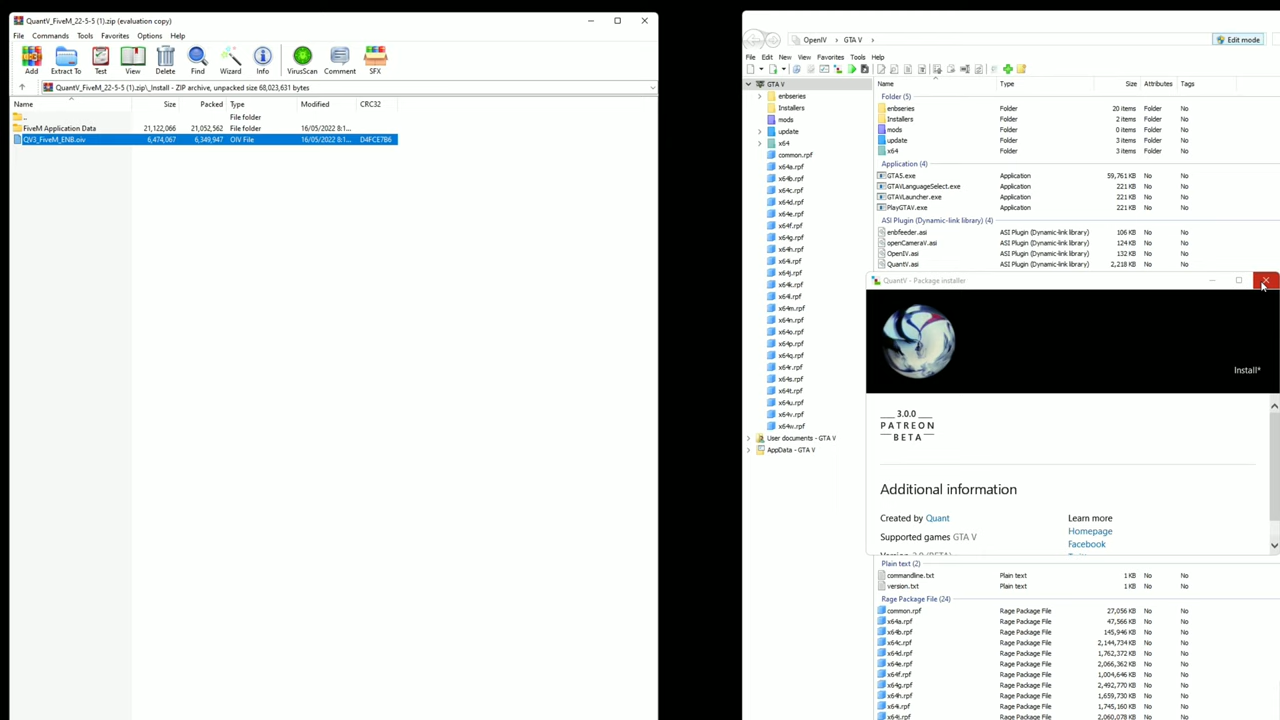 QuantV_FiveM_22-5-5 (1).zip (evaluation copy)
File Commands Tools Favorites Options Help
Add Extract To Test View Delete Find Wizard Info VirusScan Comment SFX
QuantV_FiveM_22-5-5 (1).zip\_Install - ZIP archive, unpacked size 68,023,631 bytes
Name Size Packed Type Modified CRC32
.. File folder
FiveM Application Data 21,122,066 21,052,562 File folder 16/05/2022 8:1...
QV3_FiveM_ENB.oiv 6,474,067 6,349,947 OIV File 16/05/2022 8:1... D4FCE7B6
OpenIV GTA V Edit mode
File Edit New View Favorites Tools Help
GTA V
enbseries
Installers
mods
update
x64
common.rpf
x64a.rpf
x64b.rpf
x64c.rpf
x64d.rpf
x64e.rpf
x64f.rpf
x64g.rpf
x64h.rpf
x64i.rpf
x64j.rpf
x64k.rpf
x64l.rpf
x64m.rpf
x64n.rpf
x64o.rpf
x64p.rpf
x64q.rpf
x64r.rpf
x64s.rpf
x64t.rpf
x64u.rpf
x64v.rpf
x64w.rpf
User documents - GTA V
AppData - GTA V
Name Type Size Attributes Tags
Folder (5)
enbseries Folder 20 items No No
Installers Folder 2 items No No
mods Folder 0 items No No
update Folder 3 items No No
x64 Folder 3 items No No
Application (4)
GTA5.exe Application 59,761 KB No No
GTAVLanguageSelect.exe Application 221 KB No No
GTAVLauncher.exe Application 221 KB No No
PlayGTAV.exe Application 221 KB No No
ASI Plugin (Dynamic-link library) (4)
enbfeeder.asi ASI Plugin (Dynamic-link library) 106 KB No No
openCameraV.asi ASI Plugin (Dynamic-link library) 124 KB No No
OpenIV.asi ASI Plugin (Dynamic-link library) 132 KB No No
QuantV.asi ASI Plugin (Dynamic-link library) 2,218 KB No No
QuantV - Package installer
Install*
3.0.0
PATREON
BETA
Additional information
Created by Quant
Supported games GTA V
Learn more
Homepage
Facebook
Plain text (2)
commandline.txt Plain text 1 KB No No
version.txt Plain text 1 KB No No
Rage Package File (24)
common.rpf Rage Package File 27,056 KB No No
x64a.rpf Rage Package File 47,566 KB No No
x64b.rpf Rage Package File 145,946 KB No No
x64c.rpf Rage Package File 2,144,734 KB No No
x64d.rpf Rage Package File 1,762,372 KB No No
x64e.rpf Rage Package File 2,066,362 KB No No
x64f.rpf Rage Package File 1,004,646 KB No No
x64g.rpf Rage Package File 2,492,770 KB No No
x64h.rpf Rage Package File 1,659,730 KB No No
x64i.rpf Rage Package File 1,745,160 KB No No
x64j.rpf Rage Package File 2,060,078 KB No No